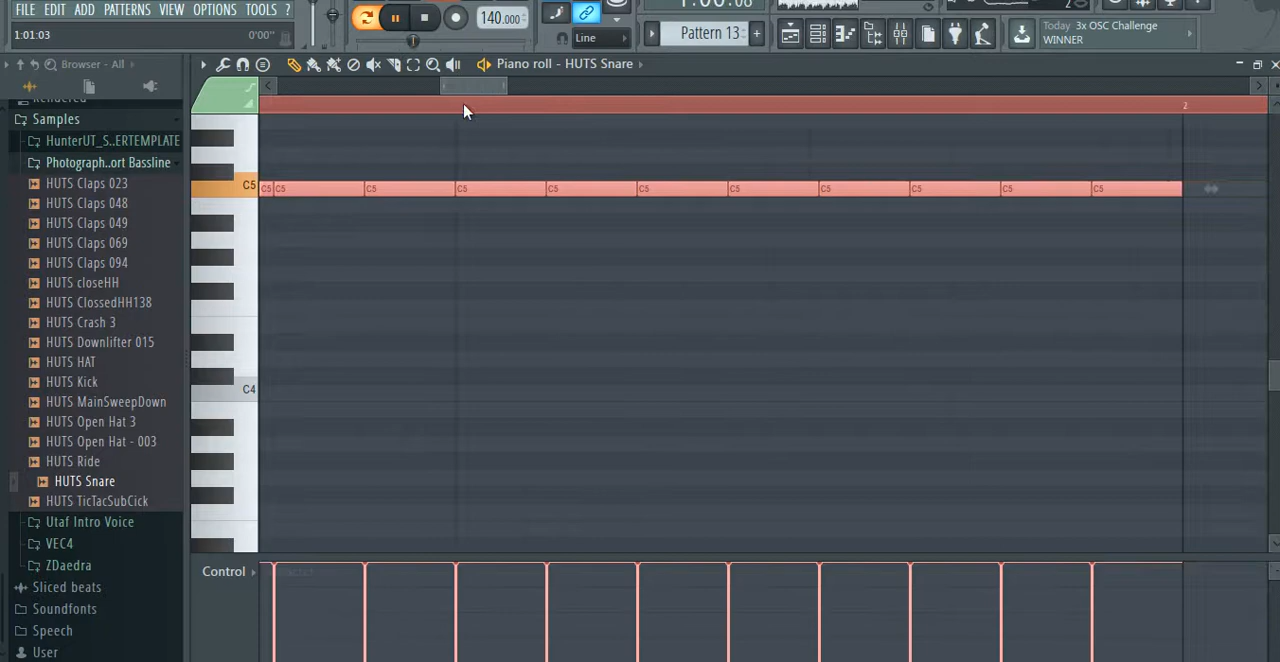 FILE EDIT ADD PATTERNS VIEW OPTIONS TOOLS ?
140.000
Pattern 13
Line
Today 3x OSC Challenge
WINNER
1:01:03
0'00"
Browser - All
Piano roll - HUTS Snare
Rendered
Samples
HunterUT_S..ERTEMPLATE
Photograph..ort Bassline
HUTS Claps 023
HUTS Claps 048
HUTS Claps 049
HUTS Claps 069
HUTS Claps 094
HUTS closeHH
HUTS ClossedHH138
HUTS Crash 3
HUTS Downlifter 015
HUTS HAT
HUTS Kick
HUTS MainSweepDown
HUTS Open Hat 3
HUTS Open Hat - 003
HUTS Ride
HUTS Snare
HUTS TicTacSubCick
Utaf Intro Voice
VEC4
ZDaedra
Sliced beats
Soundfonts
Speech
User
2
C5
C5 C5 C5 C5 C5 C5 C5 C5 C5 C5 C5
C4
Control